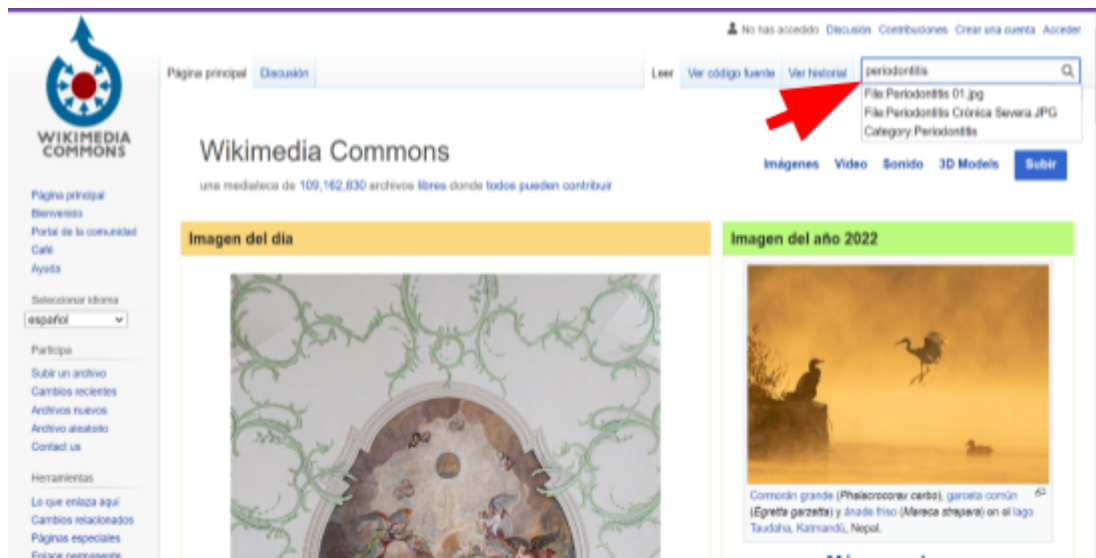 No has accedido Discusión Contribuciones Crear una cuenta Acceder
Página principal Discusión Leer Ver código fuente Ver historial periodontitis
File:Periodontitis 01.jpg
File:Periodontitis Crónica Severa.JPG
Category:Periodontitis
WIKIMEDIA
COMMONS
Wikimedia Commons
una mediateca de 109,162,830 archivos libres donde todos pueden contribuir
Imágenes Video Sonido 3D Models Subir
Página principal
Bienvenido
Portal de la comunidad
Café
Ayuda
Seleccionar idioma
español
Participa
Subir un archivo
Cambios recientes
Archivos nuevos
Archivo aleatorio
Contact us
Herramientas
Lo que enlaza aquí
Cambios relacionados
Páginas especiales
Enlace permanente
Imagen del día
Imagen del año 2022
Cormorán grande (Phalacrocorax carbo), garceta común
(Egretta garzetta) y ánade friso (Mareca strepera) en el lago
Taudaha, Katmandú, Nepal.